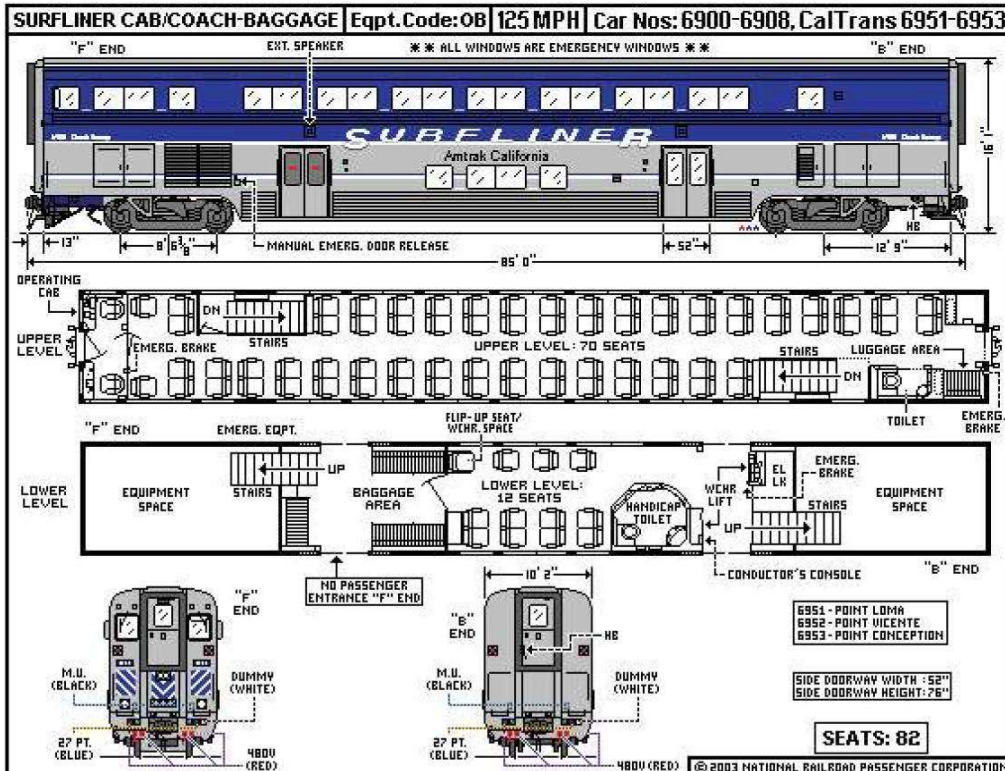 SURFLINER CAB/COACH-BAGGAGE Eqpt.Code:OB 125 MPH Car Nos: 6900-6908, CalTrans 6951-6953
"F" END
EXT. SPEAKER
* * ALL WINDOWS ARE EMERGENCY WINDOWS * *
"B" END
SURFLINER
Amtrak California
16' 1"
13"
8' 6 3/8"
MANUAL EMERG. DOOR RELEASE
52"
12' 9"
HB
85' 0"
OPERATING CAB
UPPER LEVEL
EMERG. BRAKE
DN
STAIRS
UPPER LEVEL: 70 SEATS
STAIRS
DN
LUGGAGE AREA
TOILET
EMERG. BRAKE
"F" END
EMERG. EQPT.
FLIP-UP SEAT/
WCHR. SPACE
LOWER LEVEL
EQUIPMENT SPACE
STAIRS
UP
BAGGAGE AREA
LOWER LEVEL:
12 SEATS
HANDICAP TOILET
WCHR LIFT
EL LK
EMERG. BRAKE
UP
STAIRS
EQUIPMENT SPACE
NO PASSENGER
ENTRANCE "F" END
CONDUCTOR'S CONSOLE
"B" END
"F" END
M.U.
(BLACK)
DUMMY
(WHITE)
27 PT.
(BLUE)
480V
(RED)
10' 2"
"B" END
HB
M.U.
(BLACK)
DUMMY
(WHITE)
27 PT.
(BLUE)
480V (RED)
6951 - POINT LOMA
6952 - POINT VICENTE
6953 - POINT CONCEPTION
SIDE DOORWAY WIDTH : 52"
SIDE DOORWAY HEIGHT: 76"
SEATS: 82
© 2003 NATIONAL RAILROAD PASSENGER CORPORATION